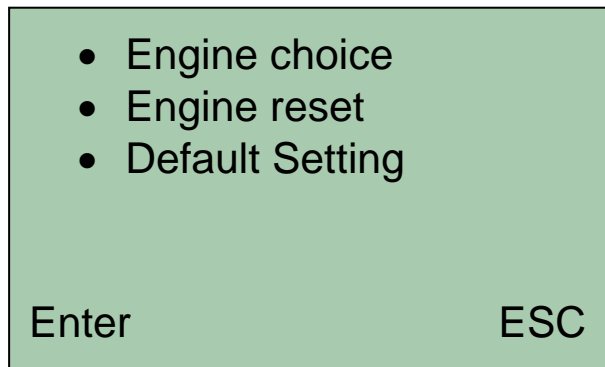 • Engine choice
• Engine reset
• Default Setting
Enter ESC